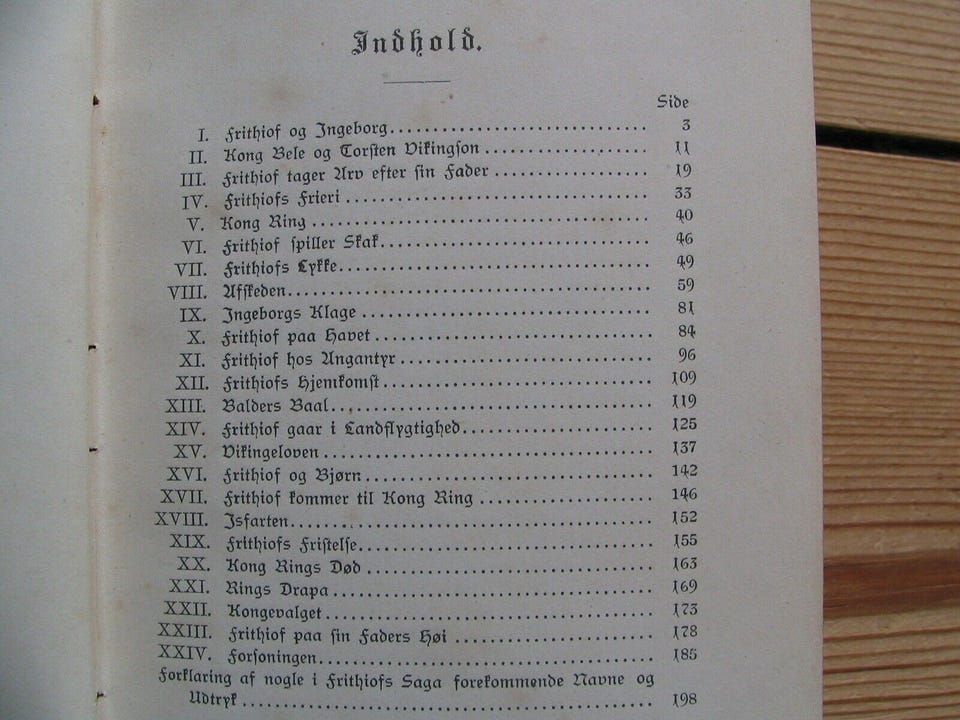 Indhold.
Side
I. Frithiof og Ingeborg.............................. 3
II. Kong Bele og Torsten Vikingson ................... 11
III. Frithiof tager Arv efter sin Fader .................. 19
IV. Frithiofs Frieri ................................... 33
V. Kong Ring ...................................... 40
VI. Frithiof spiller Skak............................... 46
VII. Frithiofs Lykke.................................... 49
VIII. Afskeden......................................... 59
IX. Ingeborgs Klage ................................. 81
X. Frithiof paa Havet ................................ 84
XI. Frithiof hos Angantyr ............................. 96
XII. Frithiofs Hjemkomst ............................... 109
XIII. Balders Baal..................................... 119
XIV. Frithiof gaar i Landflygtighed...................... 125
XV. Vikingeloven ..................................... 137
XVI. Frithiof og Bjørn................................. 142
XVII. Frithiof kommer til Kong Ring ..................... 146
XVIII. Isfarten......................................... 152
XIX. Frithiofs Fristelse................................. 155
XX. Kong Rings Død ................................. 163
XXI. Rings Drapa .................................... 169
XXII. Kongevalget ..................................... 173
XXIII. Frithiof paa sin Faders Høi ....................... 178
XXIV. Forsoningen...................................... 185
Forklaring af nogle i Frithiofs Saga forekommende Navne og
Udtryk ............................................. 198